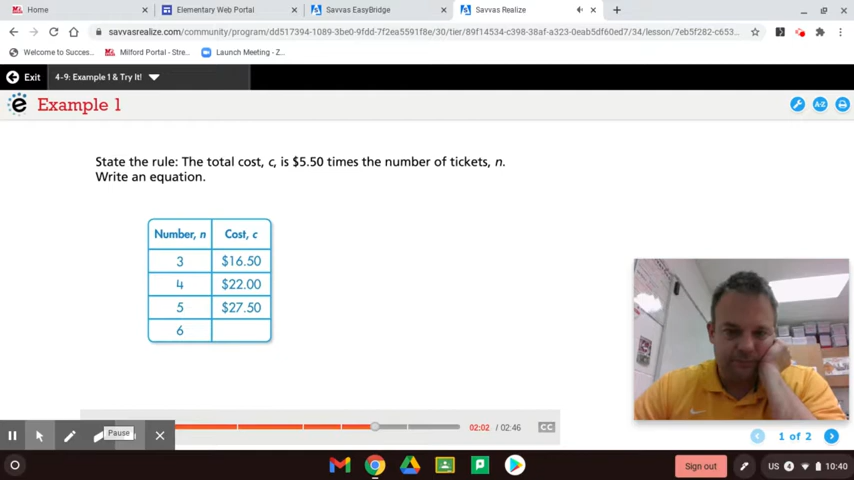 Home
Elementary Web Portal
Savvas EasyBridge
Savvas Realize
savvasrealize.com/community/program/dd517394-1089-3be0-9fdd-7f2ea5591f8e/30/tier/89f14534-c398-38af-a323-0eab5df60ed7/34/lesson/7eb5f282-c653...
Welcome to Succes...
Milford Portal - Stre...
Launch Meeting - Z...
Exit
4-9: Example 1 & Try It!
Example 1
A-Z
State the rule: The total cost, c, is $5.50 times the number of tickets, n.
Write an equation.
Number, n Cost, c
3 $16.50
4 $22.00
5 $27.50
6
Pause
02:02 / 02:46
CC
1 of 2
Sign out
US
4
10:40